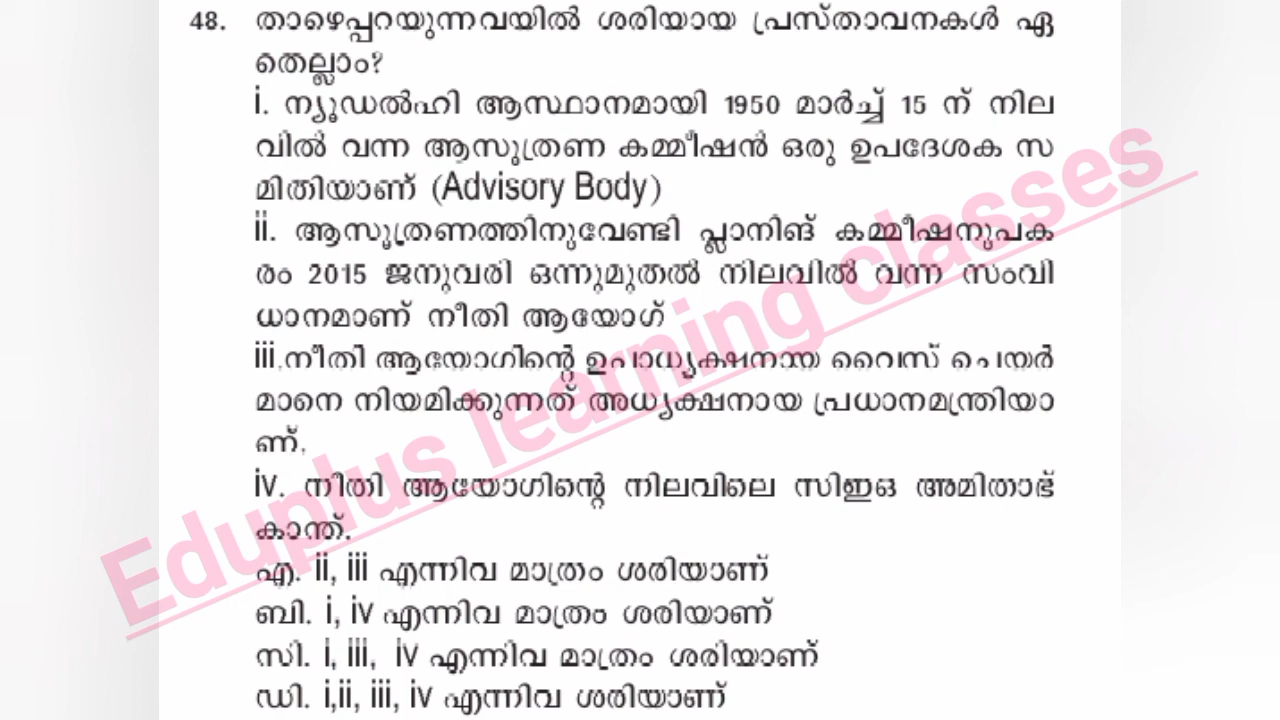 48. താഴെപ്പറയുന്നവയിൽ ശരിയായ പ്രസ്താവനകൾ ഏ
തെല്ലാം?
i. ന്യൂഡൽഹി ആസ്ഥാനമായി 1950 മാർച്ച് 15 ന് നില
വിൽ വന്ന ആസൂത്രണ കമ്മീഷൻ ഒരു ഉപദേശക സ
മിതിയാണ് (Advisory Body)
ii. ആസൂത്രണത്തിനുവേണ്ടി പ്ലാനിങ് കമ്മീഷനുപക
രം 2015 ജനുവരി ഒന്നുമുതൽ നിലവിൽ വന്ന സംവി
ധാനമാണ് നീതി ആയോഗ്
iii.നീതി ആയോഗിന്റെ ഉപാധ്യക്ഷനായ വൈസ് ചെയർ
മാനെ നിയമിക്കുന്നത് അധ്യക്ഷനായ പ്രധാനമന്ത്രിയാ
ണ്.
iv. നീതി ആയോഗിന്റെ നിലവിലെ സിഇഒ അമിതാഭ്
കാന്ത്.
എ. ii, iii എന്നിവ മാത്രം ശരിയാണ്
ബി. i, iv എന്നിവ മാത്രം ശരിയാണ്
സി. i, iii, iv എന്നിവ മാത്രം ശരിയാണ്
ഡി. i,ii, iii, iv എന്നിവ ശരിയാണ്
Eduplus learning classes